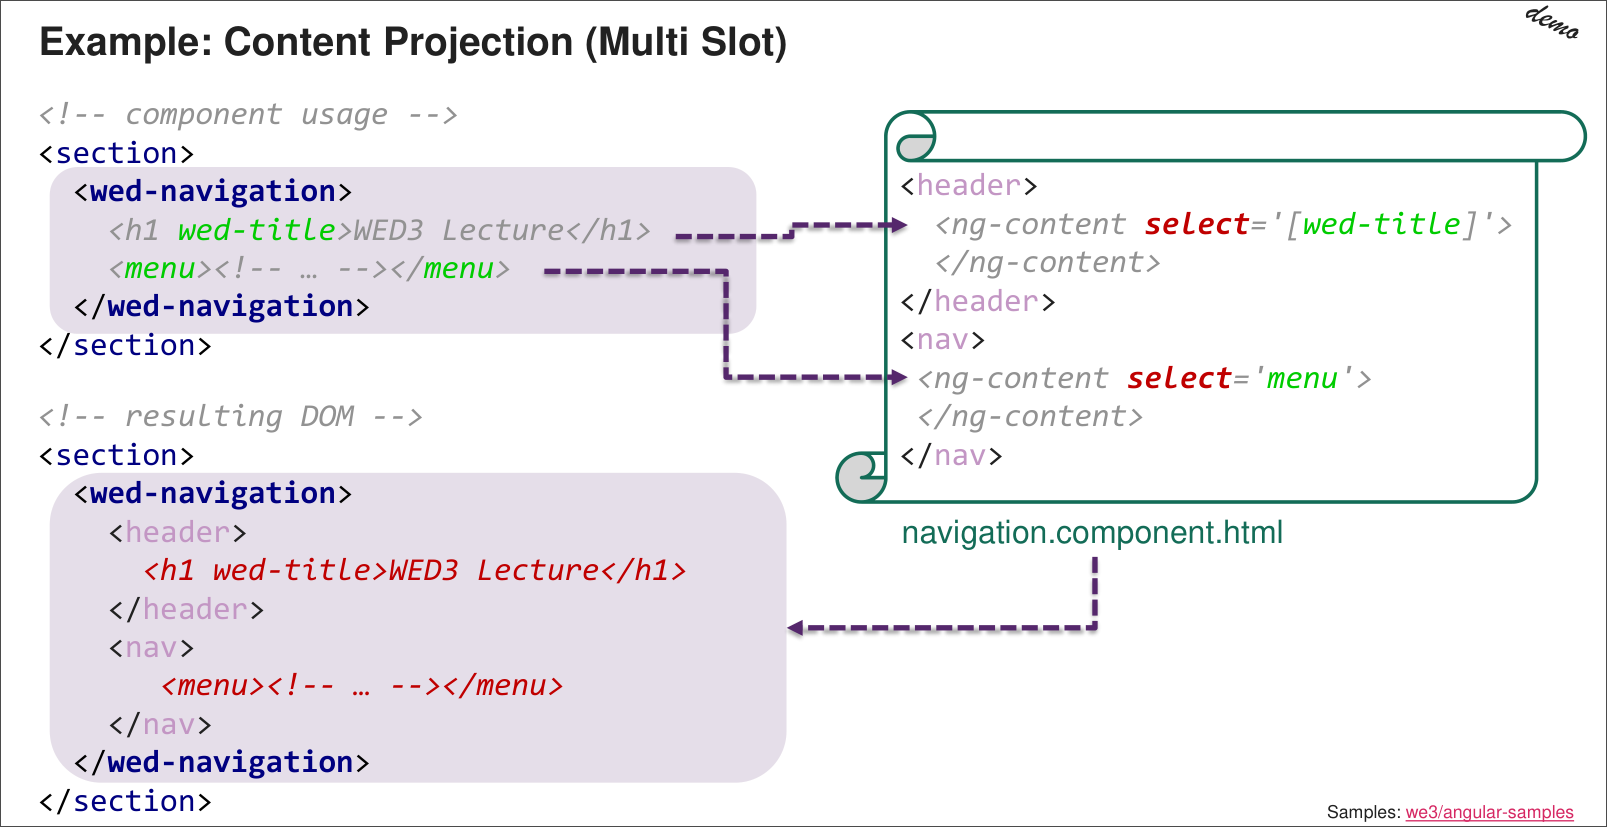 demo
Example: Content Projection (Multi Slot)
<!-- component usage -->
<section>
<wed-navigation>
<h1 wed-title>WED3 Lecture</h1>
<menu><!-- … --></menu>
</wed-navigation>
</section>
<!-- resulting DOM -->
<section>
<wed-navigation>
<header>
<h1 wed-title>WED3 Lecture</h1>
</header>
<nav>
<menu><!-- … --></menu>
</nav>
</wed-navigation>
</section>
<header>
<ng-content select='[wed-title]'>
</ng-content>
</header>
<nav>
<ng-content select='menu'>
</ng-content>
</nav>
navigation.component.html
Samples: we3/angular-samples